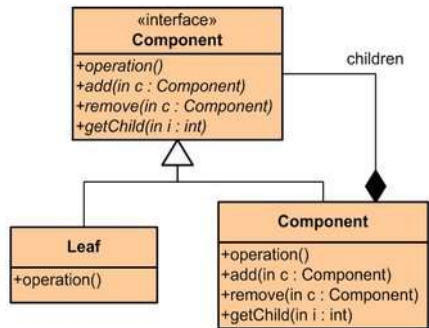 «interface»
Component
+operation()
+add(in c : Component)
+remove(in c : Component)
+getChild(in i : int)
children
Leaf
+operation()
Component
+operation()
+add(in c : Component)
+remove(in c : Component)
+getChild(in i : int)